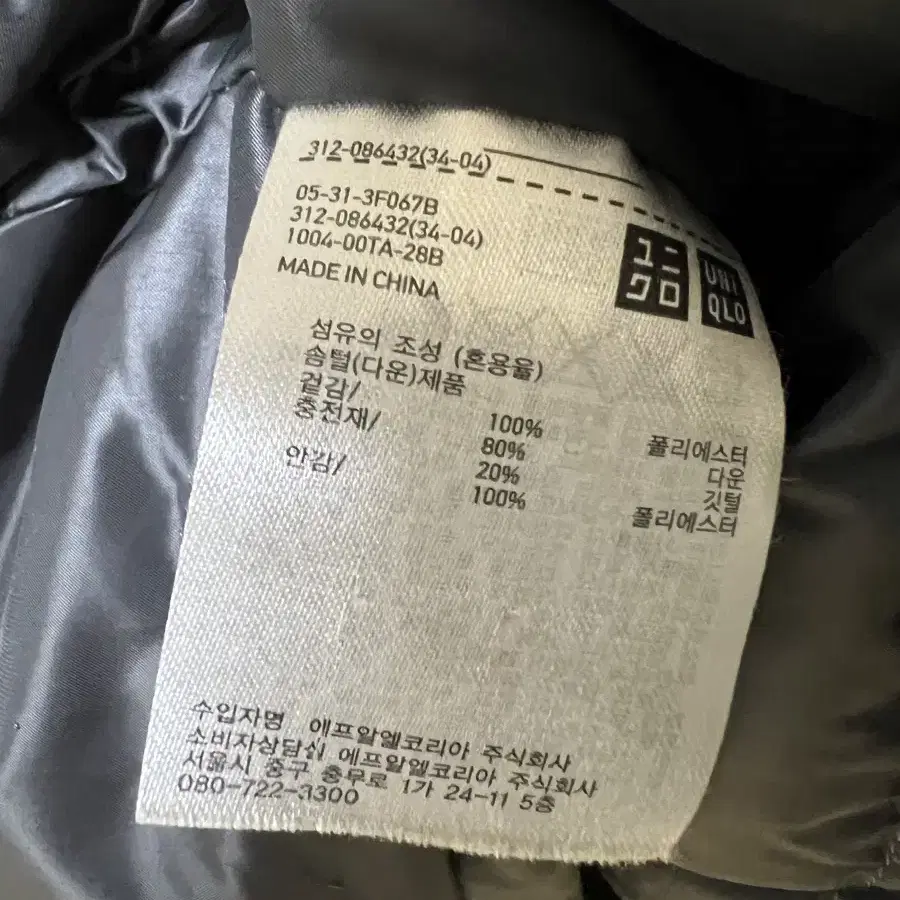 312-086432(34-04)
05-31-3F067B
312-086432(34-04)
1004-00TA-28B
MADE IN CHINA
ユニ
クロ
UNI
QLO
섬유의 조성 (혼용율)
솜털(다운)제품
겉감/ 100% 폴리에스터
충전재/ 80% 다운
20% 깃털
안감/ 100% 폴리에스터
수입자명 에프알엘코리아 주식회사
소비자상담실 에프알엘코리아 주식회사
서울시 중구 충무로 1가 24-11 5층
080-722-3300